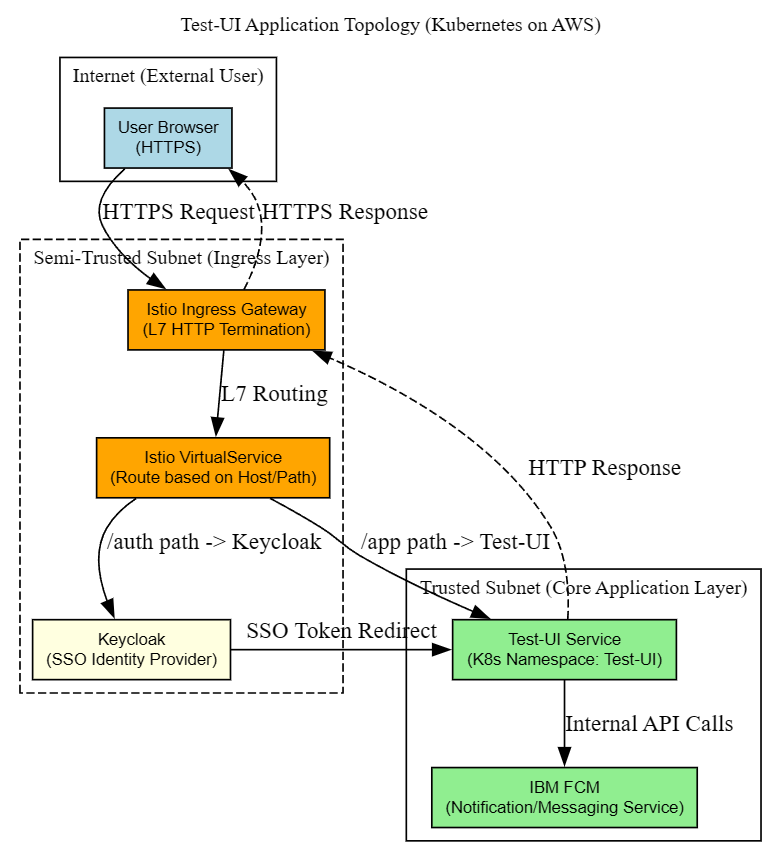 Test-UI Application Topology (Kubernetes on AWS)
Internet (External User)
User Browser
(HTTPS)
HTTPS Request
HTTPS Response
Semi-Trusted Subnet (Ingress Layer)
Istio Ingress Gateway
(L7 HTTP Termination)
L7 Routing
Istio VirtualService
(Route based on Host/Path)
HTTP Response
/auth path -> Keycloak
/app path -> Test-UI
Trusted Subnet (Core Application Layer)
Keycloak
(SSO Identity Provider)
SSO Token Redirect
Test-UI Service
(K8s Namespace: Test-UI)
Internal API Calls
IBM FCM
(Notification/Messaging Service)